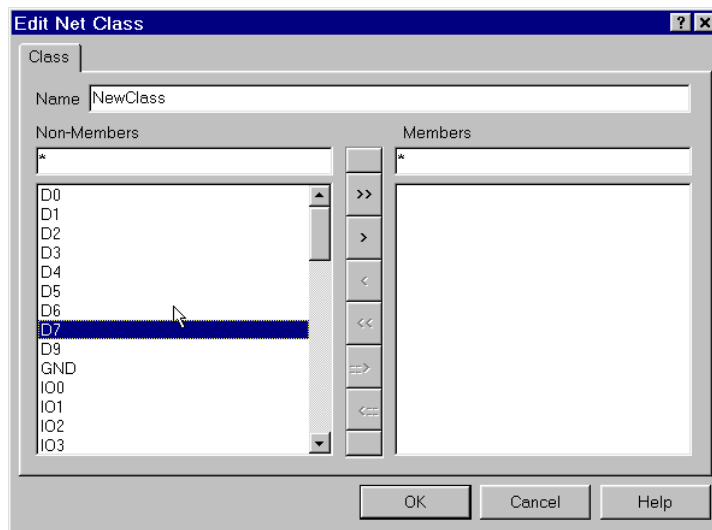 Edit Net Class
Class
Name NewClass
Non-Members
Members
*
*
D0
D1
D2
D3
D4
D5
D6
D7
D9
GND
IO0
IO1
IO2
IO3
>>
>
<
<<
==>
<==
OK
Cancel
Help